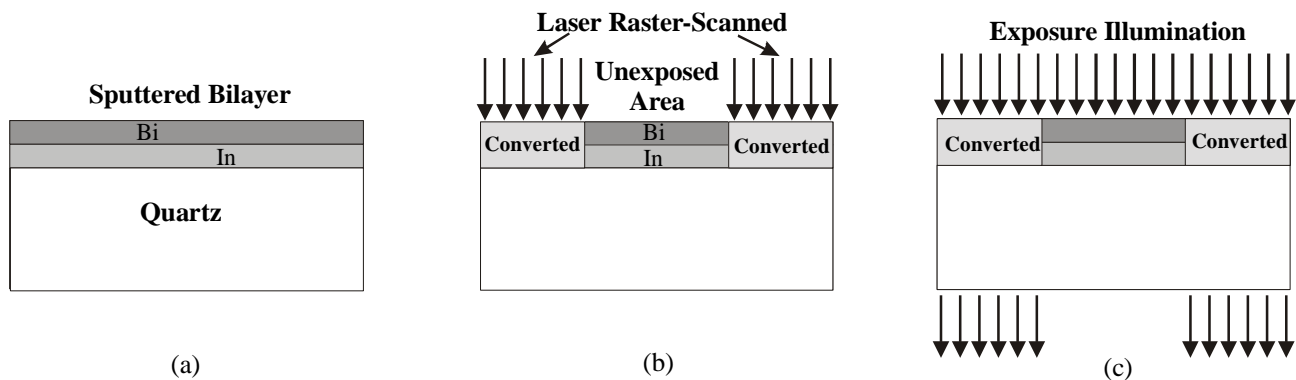 Sputtered Bilayer
Bi
In
Quartz
(a)
Laser Raster-Scanned
Unexposed
Area
Converted
Bi
In
Converted
(b)
Exposure Illumination
Converted
Converted
(c)